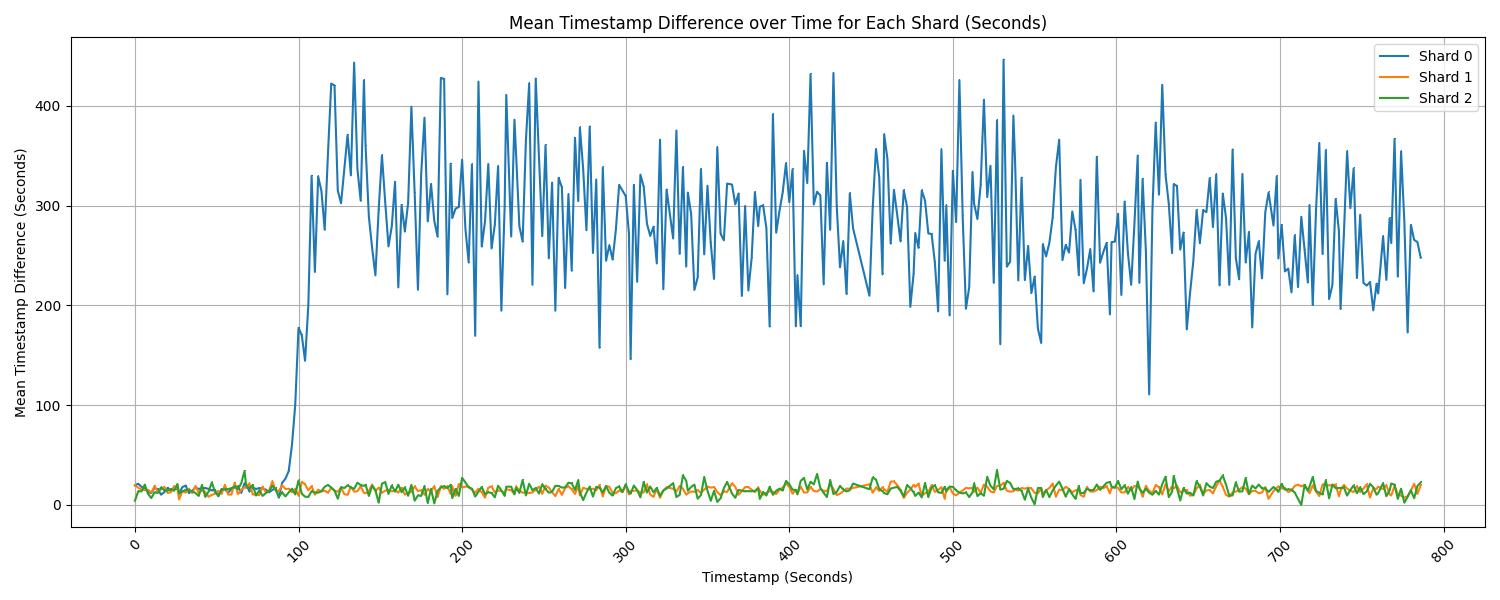 Mean Timestamp Difference over Time for Each Shard (Seconds)
Shard 0
Shard 1
Shard 2
Mean Timestamp Difference (Seconds)
400
300
200
100
0
0
100
200
300
400
500
600
700
800
Timestamp (Seconds)